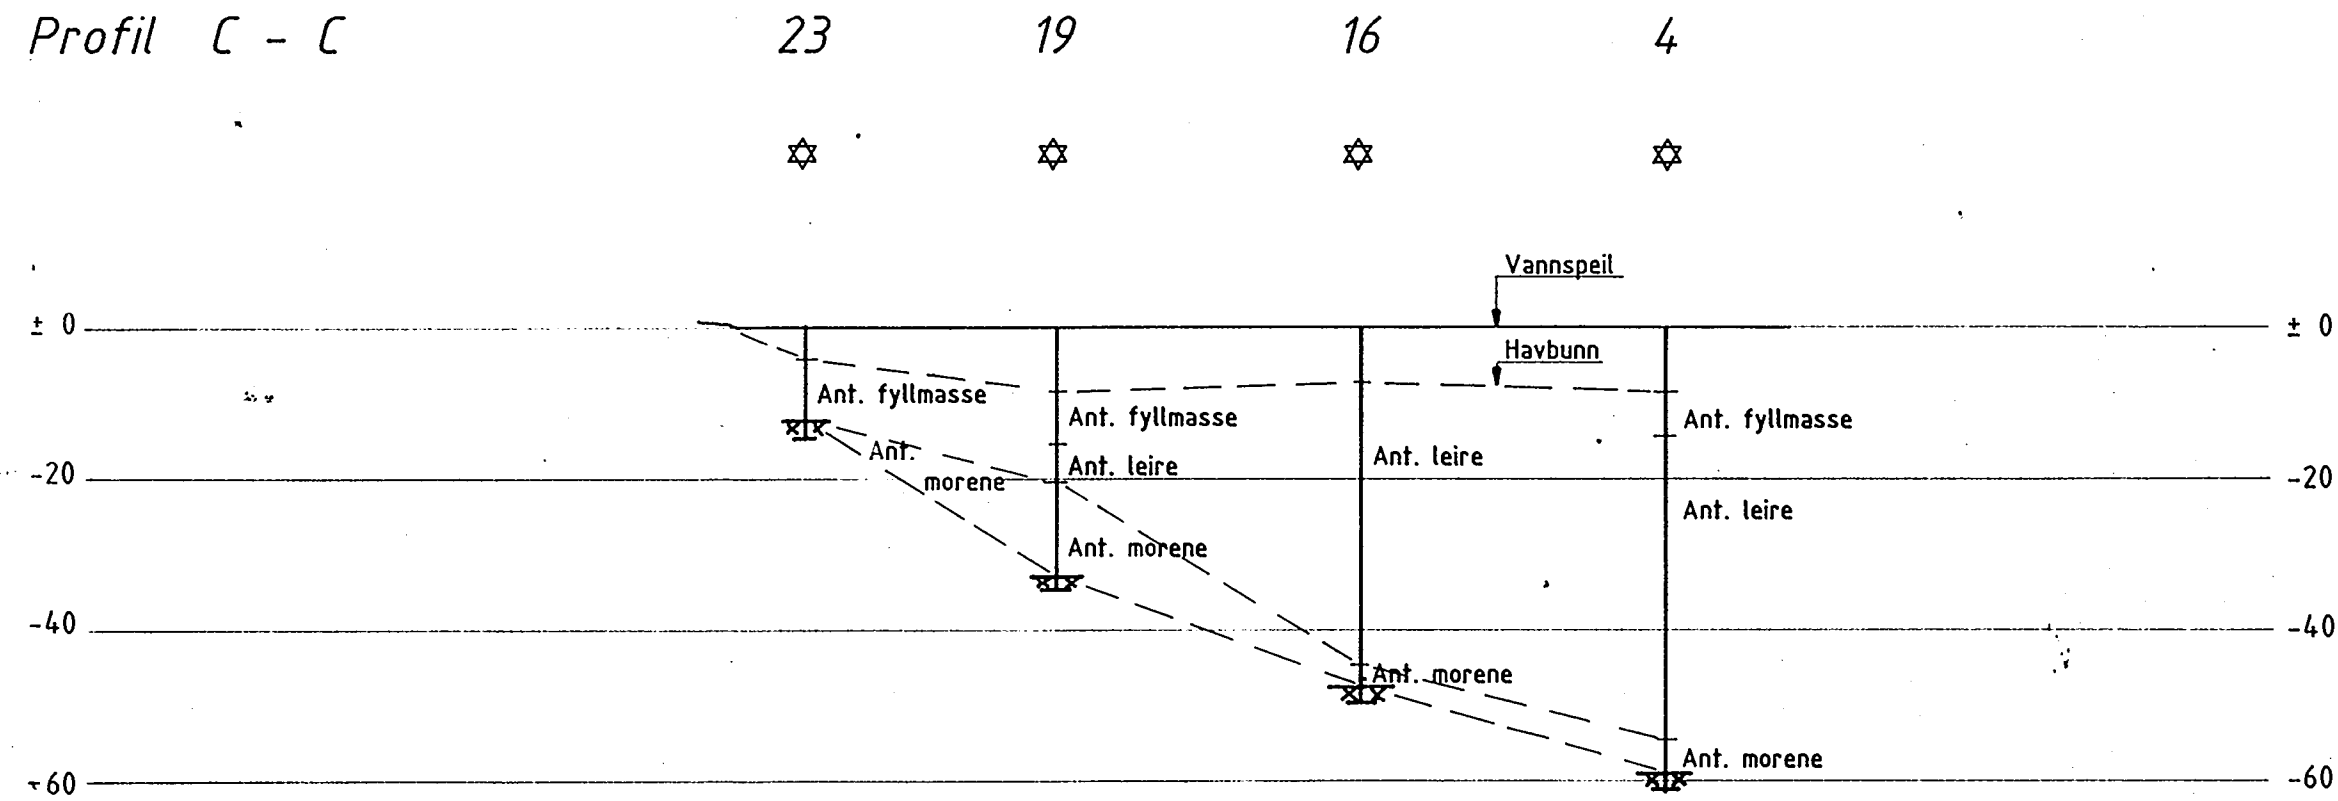 Profil C - C 23 19 16 4
Vannspeil
± 0 ± 0
Havbunn
Ant. fyllmasse
Ant. fyllmasse
Ant. fyllmasse
Ant.
morene
Ant. leire
Ant. leire
-20 -20
Ant. leire
Ant. morene
-40 -40
Ant. morene
Ant. morene
-60 -60